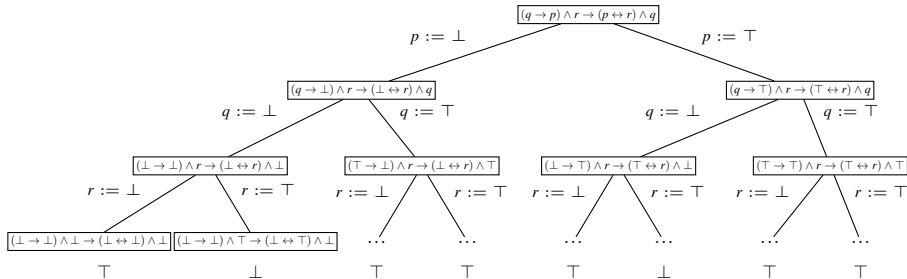 (q → p) ∧ r → (p ↔ r) ∧ q
p := ⊥ p := ⊤
(q → ⊥) ∧ r → (⊥ ↔ r) ∧ q (q → ⊤) ∧ r → (⊤ ↔ r) ∧ q
q := ⊥ q := ⊤ q := ⊥ q := ⊤
(⊥ → ⊥) ∧ r → (⊥ ↔ r) ∧ ⊥ (⊤ → ⊥) ∧ r → (⊥ ↔ r) ∧ ⊤ (⊥ → ⊤) ∧ r → (⊤ ↔ r) ∧ ⊥ (⊤ → ⊤) ∧ r → (⊤ ↔ r) ∧ ⊤
r := ⊥ r := ⊤ r := ⊥ r := ⊤ r := ⊥ r := ⊤ r := ⊥ r := ⊤
(⊥ → ⊥) ∧ ⊥ → (⊥ ↔ ⊥) ∧ ⊥ (⊥ → ⊥) ∧ ⊤ → (⊥ ↔ ⊤) ∧ ⊥ ... ... ... ... ... ...
⊤ ⊥ ⊤ ⊤ ⊤ ⊥ ⊤ ⊤